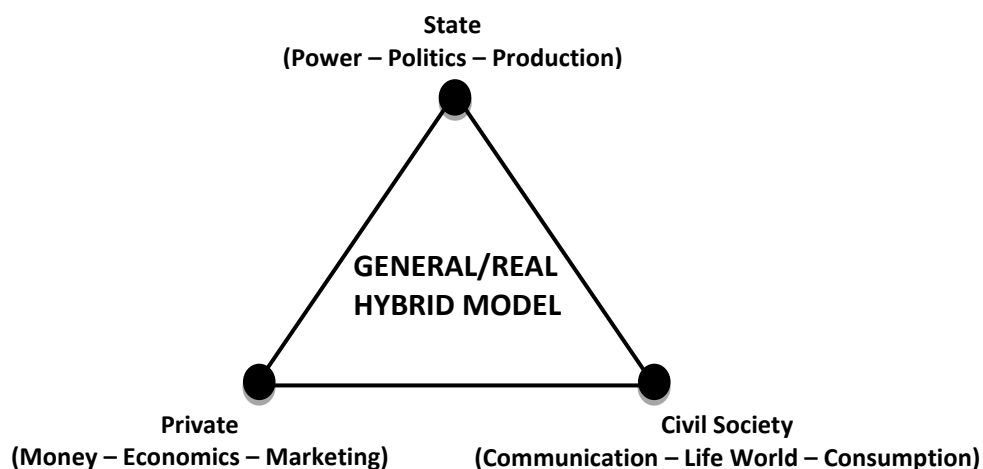 State
(Power – Politics – Production)
GENERAL/REAL
HYBRID MODEL
Private
(Money – Economics – Marketing)
Civil Society
(Communication – Life World – Consumption)